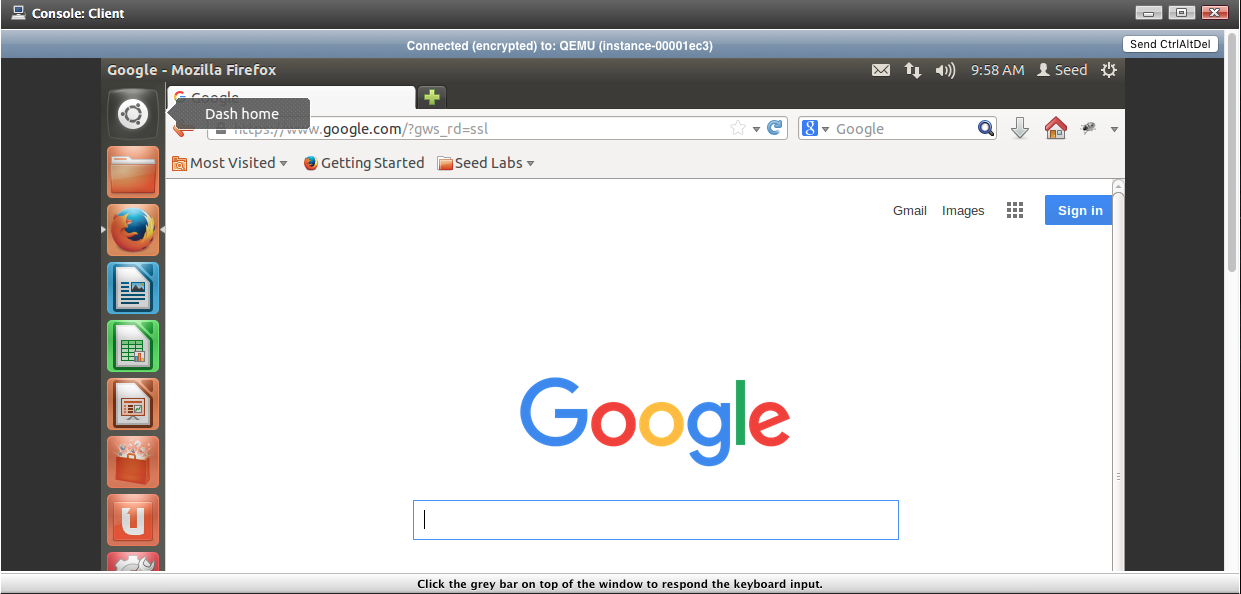 Console: Client
Connected (encrypted) to: QEMU (instance-00001ec3)
Send CtrlAltDel
Google - Mozilla Firefox
9:58 AM
Seed
Google
Dash home
https://www.google.com/?gws_rd=ssl
Google
Most Visited
Getting Started
Seed Labs
Gmail
Images
Sign in
Google
Click the grey bar on top of the window to respond the keyboard input.